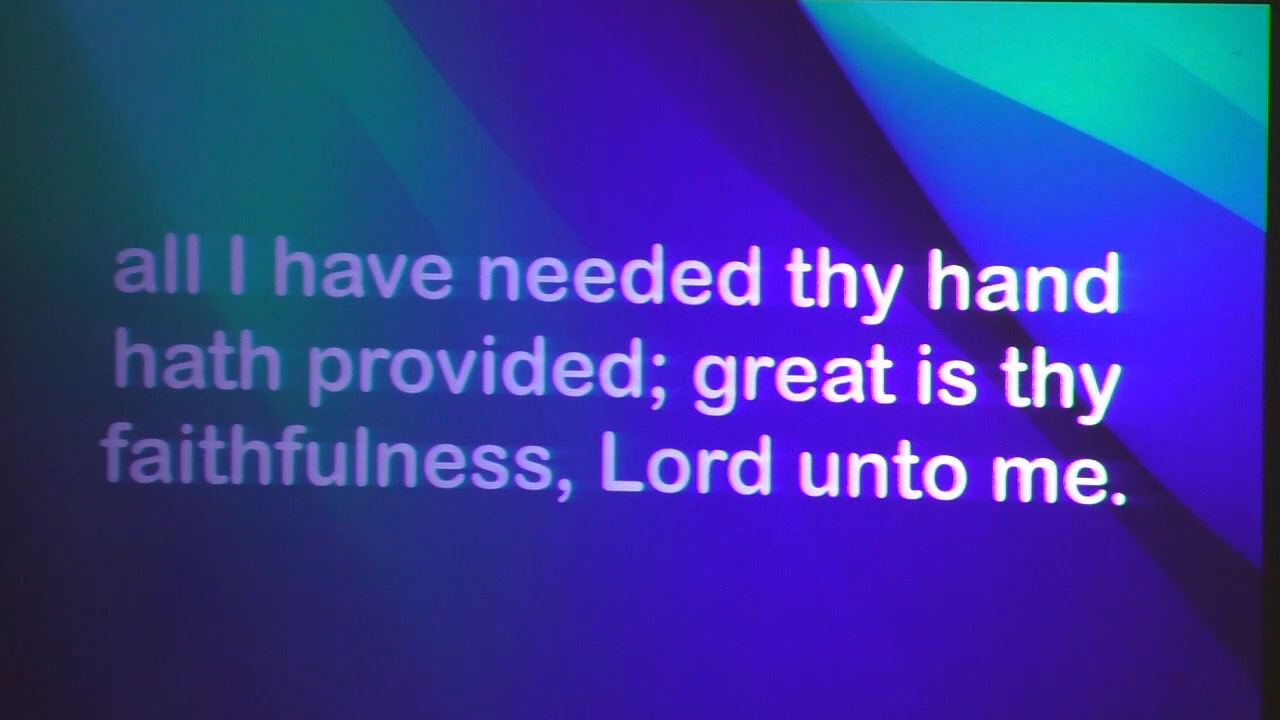 all I have needed thy hand
hath provided; great is thy
faithfulness, Lord unto me.